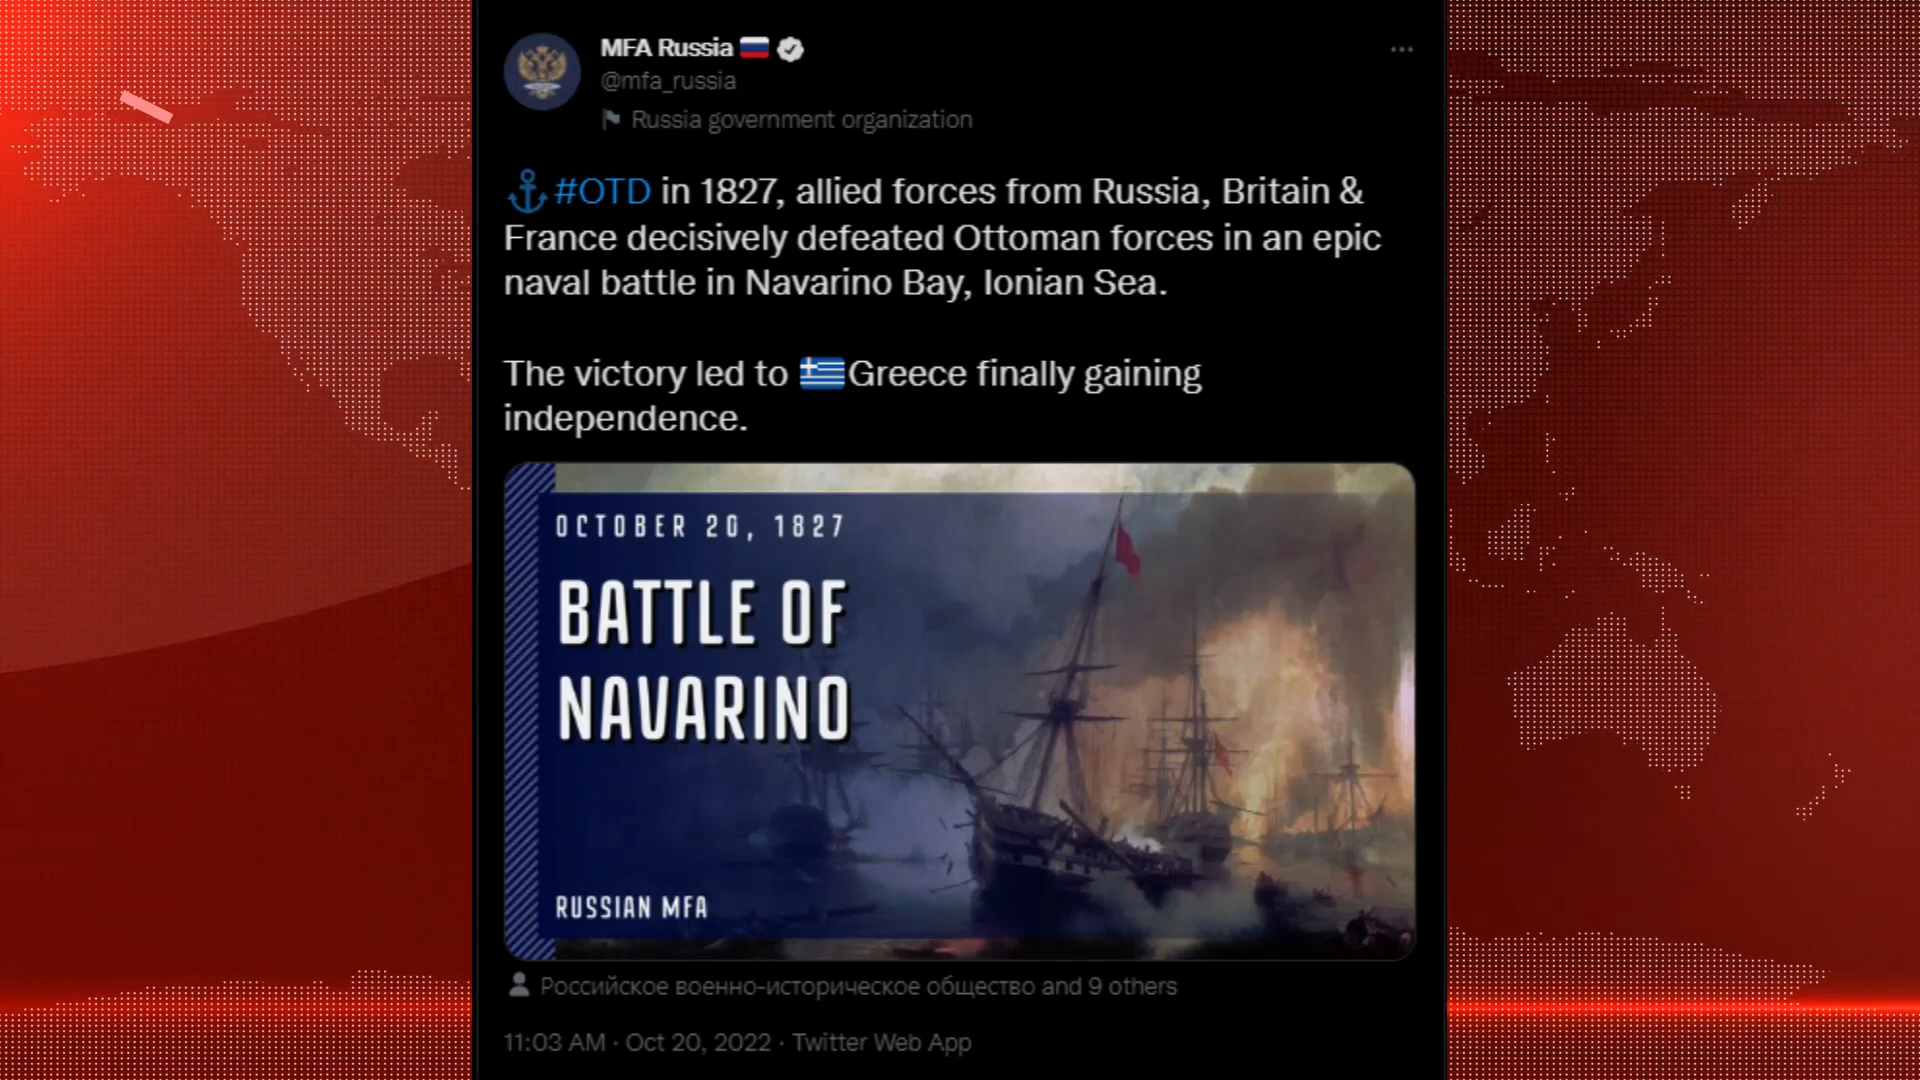 MFA Russia 🇷🇺
@mfa_russia
Russia government organization
⚓#OTD in 1827, allied forces from Russia, Britain &
France decisively defeated Ottoman forces in an epic
naval battle in Navarino Bay, Ionian Sea.
The victory led to 🇬🇷Greece finally gaining
independence.
OCTOBER 20, 1827
BATTLE OF
NAVARINO
RUSSIAN MFA
Российское военно-историческое общество and 9 others
11:03 AM · Oct 20, 2022 · Twitter Web App